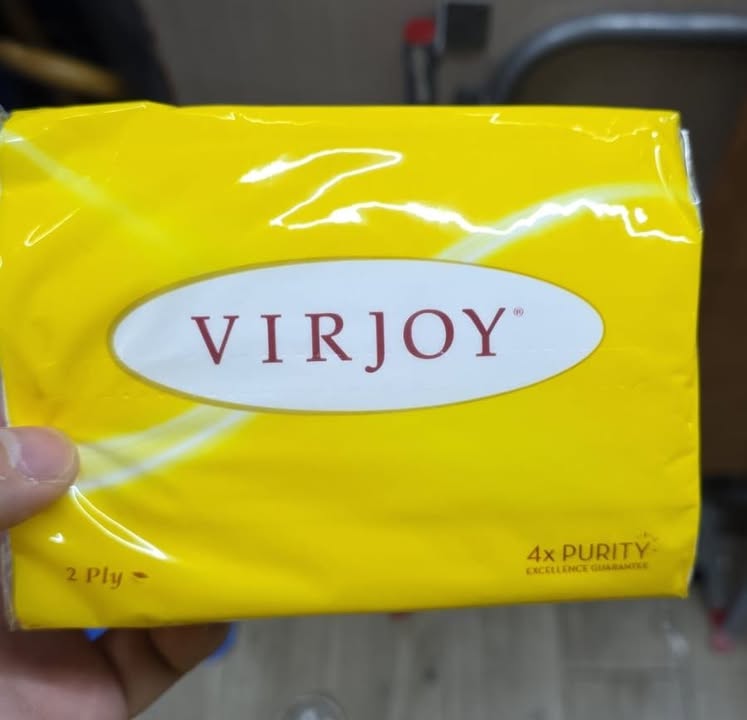 VIRJOY®
2 Ply
4x PURITY
EXCELLENCE GUARANTEE